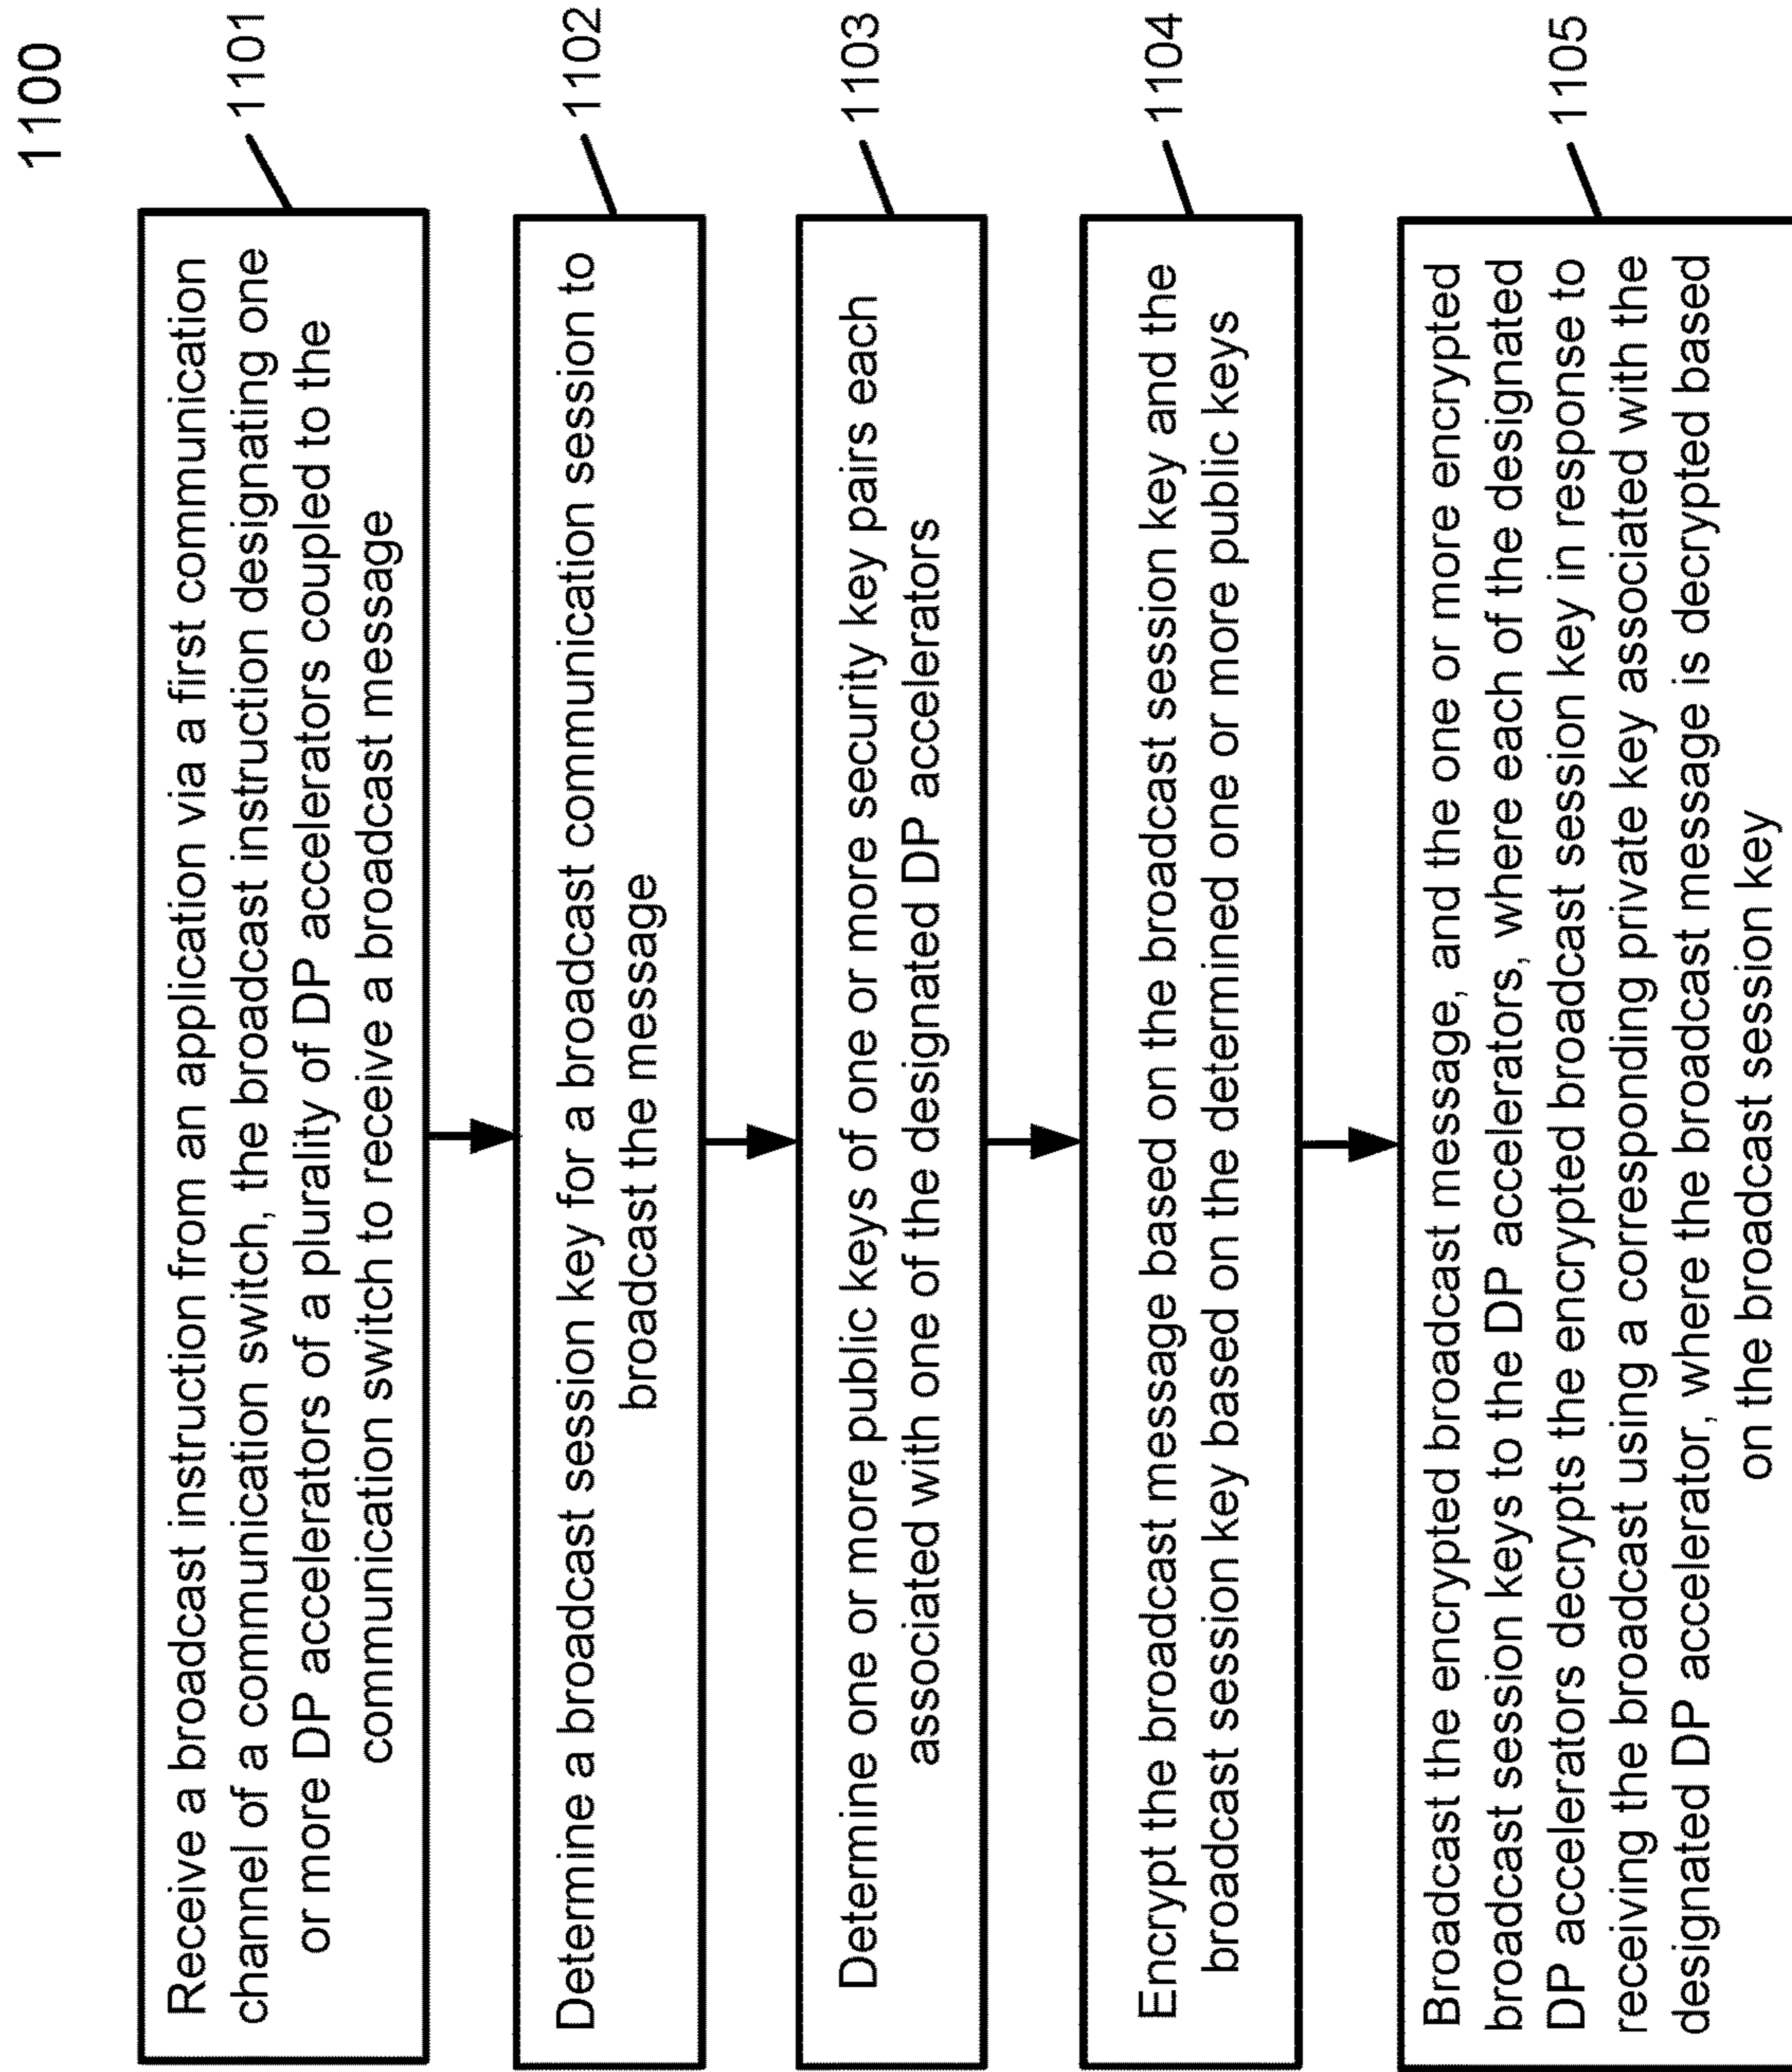 1100
Receive a broadcast instruction from an application via a first communication
channel of a communication switch, the broadcast instruction designating one
or more DP accelerators of a plurality of DP accelerators coupled to the
communication switch to receive a broadcast message
1101
Determine a broadcast session key for a broadcast communication session to
broadcast the message
1102
Determine one or more public keys of one or more security key pairs each
associated with one of the designated DP accelerators
1103
Encrypt the broadcast message based on the broadcast session key and the
broadcast session key based on the determined one or more public keys
1104
Broadcast the encrypted broadcast message, and the one or more encrypted
broadcast session keys to the DP accelerators, where each of the designated
DP accelerators decrypts the encrypted broadcast session key in response to
receiving the broadcast using a corresponding private key associated with the
designated DP accelerator, where the broadcast message is decrypted based
on the broadcast session key
1105